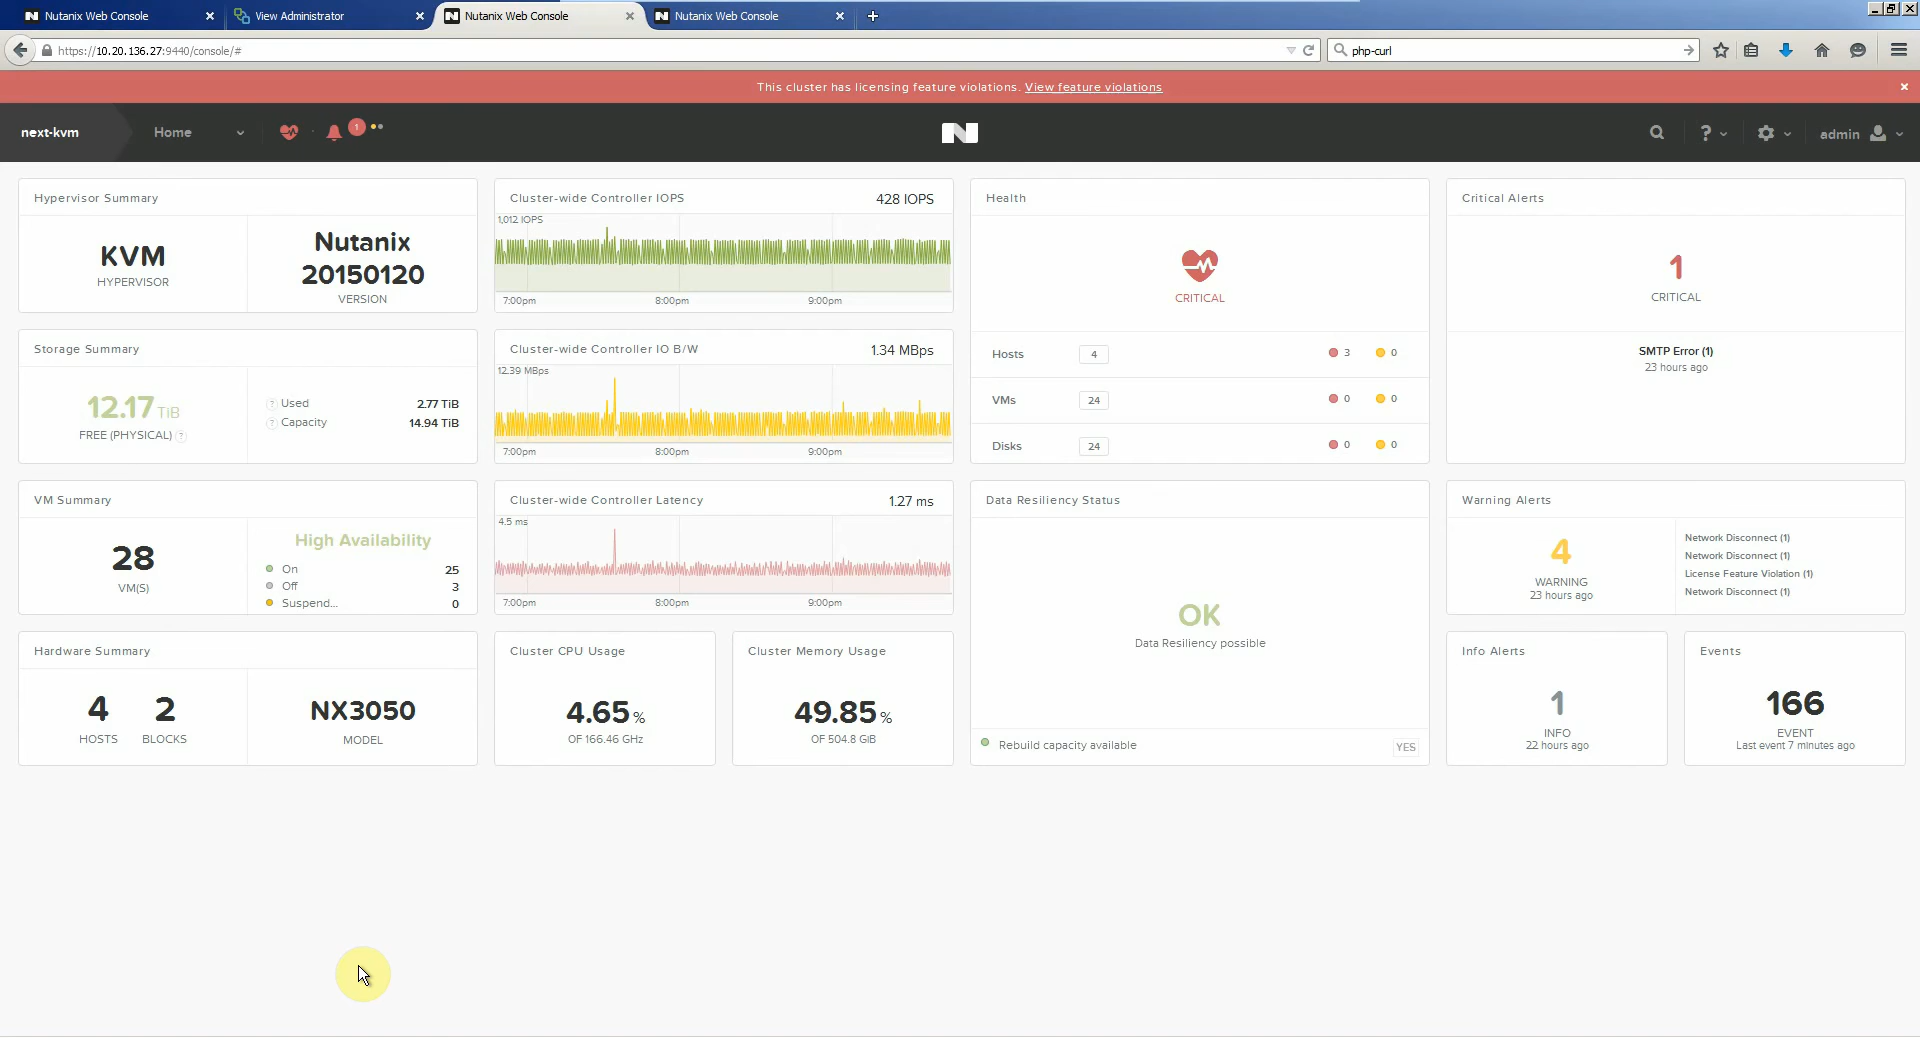 Nutanix Web Console
View Administrator
Nutanix Web Console
Nutanix Web Console
https://10.20.136.27:9440/console/#
php-curl
This cluster has licensing feature violations. View feature violations
next-kvm
Home
1
?
admin
Hypervisor Summary
KVM
HYPERVISOR
Nutanix
20150120
VERSION
Storage Summary
12.17 TiB
FREE (PHYSICAL) ?
? Used 2.77 TiB
? Capacity 14.94 TiB
VM Summary
28
VM(S)
High Availability
On 25
Off 3
Suspend... 0
Hardware Summary
4
HOSTS
2
BLOCKS
NX3050
MODEL
Cluster-wide Controller IOPS 428 IOPS
1,012 IOPS
7:00pm 8:00pm 9:00pm
Cluster-wide Controller IO B/W 1.34 MBps
12.39 MBps
7:00pm 8:00pm 9:00pm
Cluster-wide Controller Latency 1.27 ms
4.5 ms
7:00pm 8:00pm 9:00pm
Cluster CPU Usage
4.65 %
OF 166.46 GHz
Cluster Memory Usage
49.85 %
OF 504.8 GiB
Health
CRITICAL
Hosts 4 3 0
VMs 24 0 0
Disks 24 0 0
Data Resiliency Status
OK
Data Resiliency possible
Rebuild capacity available YES
Critical Alerts
1
CRITICAL
SMTP Error (1)
23 hours ago
Warning Alerts
4
WARNING
23 hours ago
Network Disconnect (1)
Network Disconnect (1)
License Feature Violation (1)
Network Disconnect (1)
Info Alerts
1
INFO
22 hours ago
Events
166
EVENT
Last event 7 minutes ago